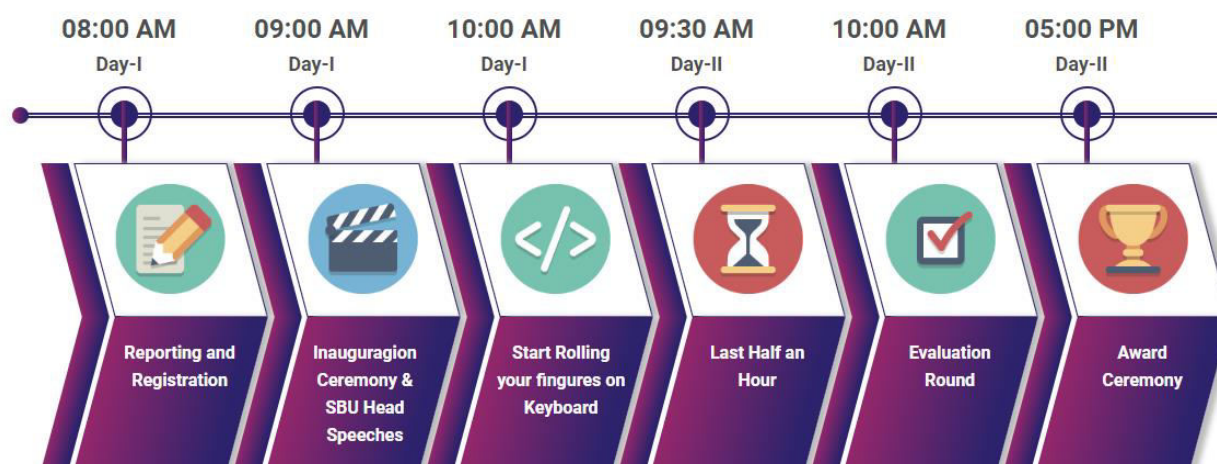 08:00 AM
Day-I
09:00 AM
Day-I
10:00 AM
Day-I
09:30 AM
Day-II
10:00 AM
Day-II
05:00 PM
Day-II
</>
Reporting and
Registration
Inauguragion
Ceremony &
SBU Head
Speeches
Start Rolling
your fingures on
Keyboard
Last Half an
Hour
Evaluation
Round
Award
Ceremony